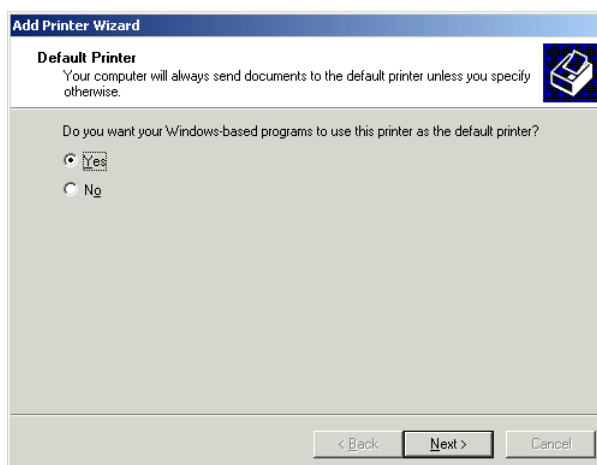 Add Printer Wizard
Default Printer
Your computer will always send documents to the default printer unless you specify
otherwise.
Do you want your Windows-based programs to use this printer as the default printer?
Yes
No
< Back
Next >
Cancel